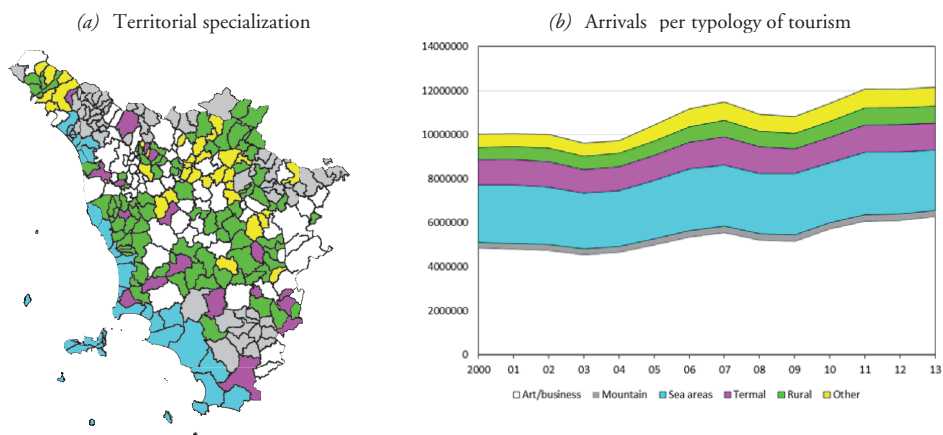 (a) Territorial specialization
(b) Arrivals per typology of tourism
14000000
12000000
10000000
8000000
6000000
4000000
2000000
0
2000 01 02 03 04 05 06 07 08 09 10 11 12 13
Art/business Mountain Sea areas Termal Rural Other